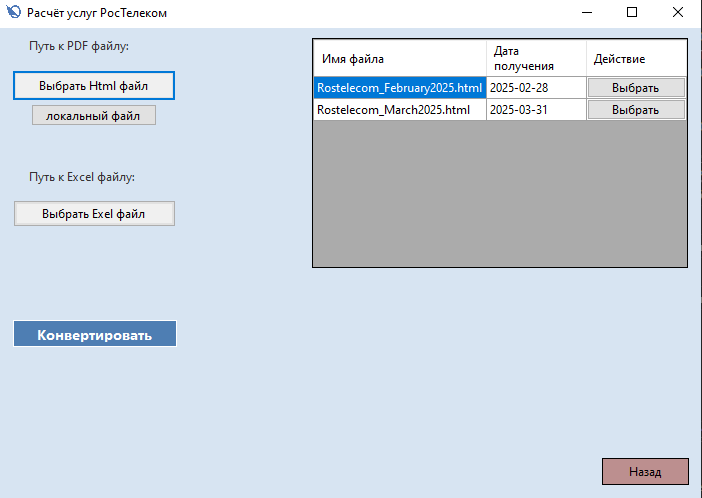 Расчёт услуг РосТелеком
Путь к PDF файлу:
Выбрать Html файл
локальный файл
Путь к Excel файлу:
Выбрать Exel файл
Конвертировать
Имя файла
Дата
получения
Действие
Rostelecom_February2025.html 2025-02-28 Выбрать
Rostelecom_March2025.html 2025-03-31 Выбрать
Назад